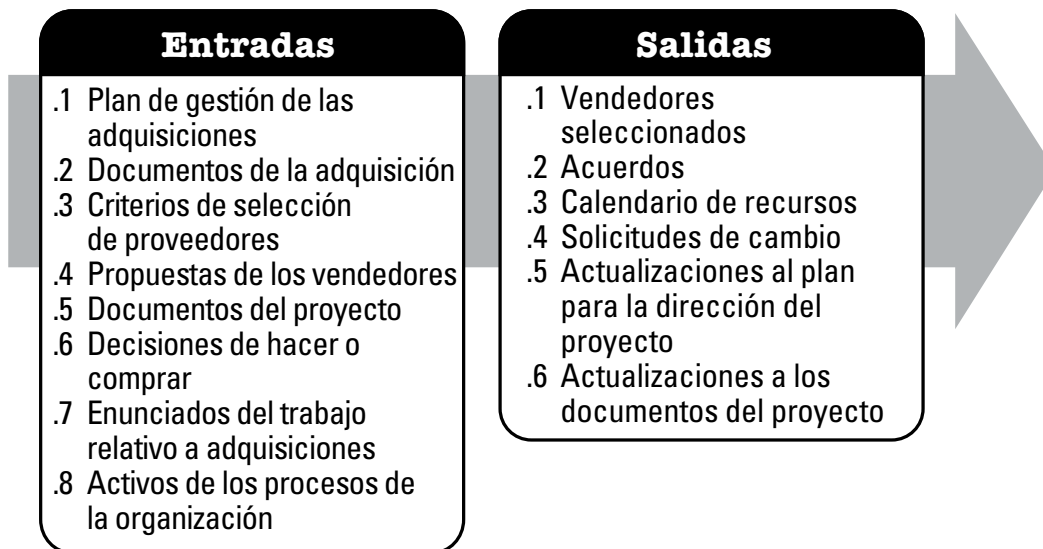 Entradas
.1 Plan de gestión de las
adquisiciones
.2 Documentos de la adquisición
.3 Criterios de selección
de proveedores
.4 Propuestas de los vendedores
.5 Documentos del proyecto
.6 Decisiones de hacer o
comprar
.7 Enunciados del trabajo
relativo a adquisiciones
.8 Activos de los procesos de
la organización
Salidas
.1 Vendedores
seleccionados
.2 Acuerdos
.3 Calendario de recursos
.4 Solicitudes de cambio
.5 Actualizaciones al plan
para la dirección del
proyecto
.6 Actualizaciones a los
documentos del proyecto